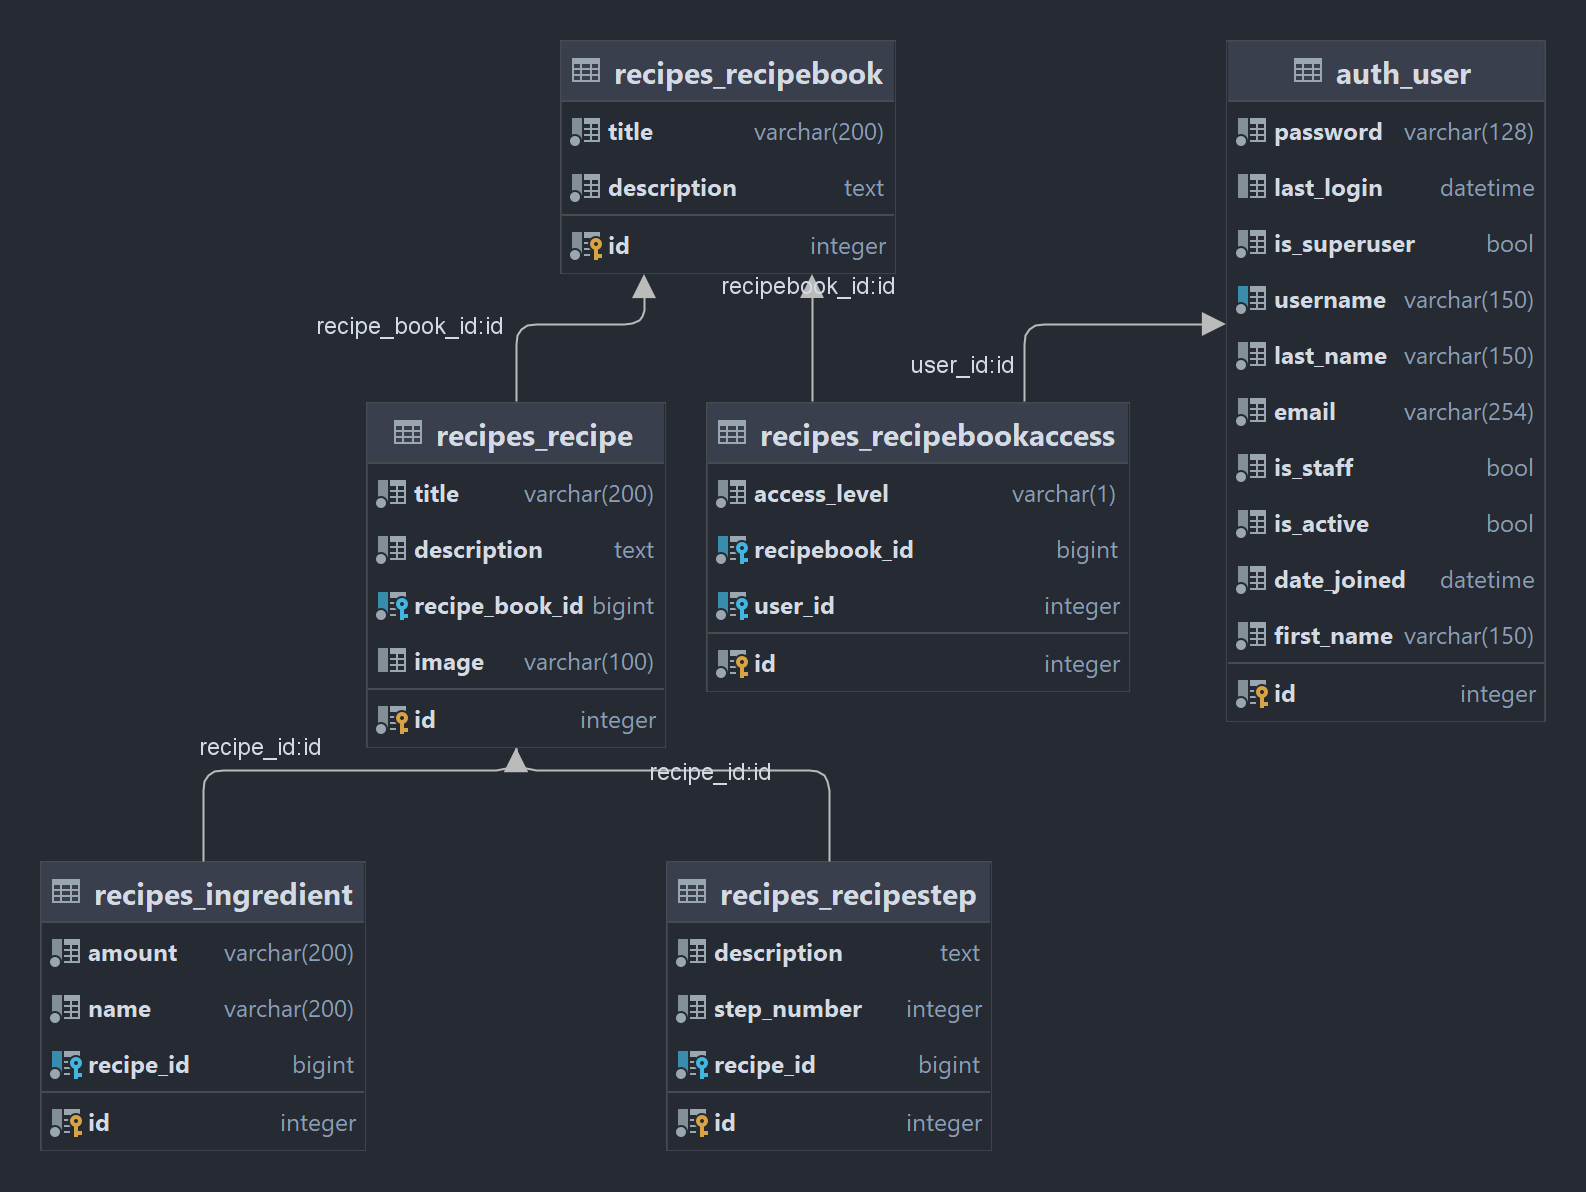 recipes_recipebook
title varchar(200)
description text
id integer
auth_user
password varchar(128)
last_login datetime
is_superuser bool
username varchar(150)
last_name varchar(150)
email varchar(254)
is_staff bool
is_active bool
date_joined datetime
first_name varchar(150)
id integer
recipe_book_id:id
recipebook_id:id
user_id:id
recipes_recipe
title varchar(200)
description text
recipe_book_id bigint
image varchar(100)
id integer
recipes_recipebookaccess
access_level varchar(1)
recipebook_id bigint
user_id integer
id integer
recipe_id:id
recipe_id:id
recipes_ingredient
amount varchar(200)
name varchar(200)
recipe_id bigint
id integer
recipes_recipestep
description text
step_number integer
recipe_id bigint
id integer